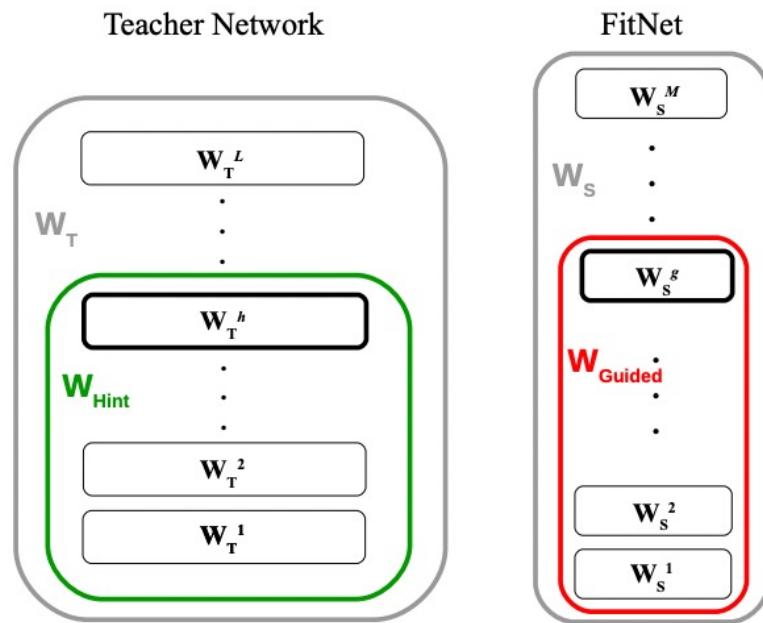 Teacher Network
W_T^L
W_T
W_T^h
W_Hint
W_T^2
W_T^1
FitNet
W_S^M
W_S
W_S^g
W_Guided
W_S^2
W_S^1